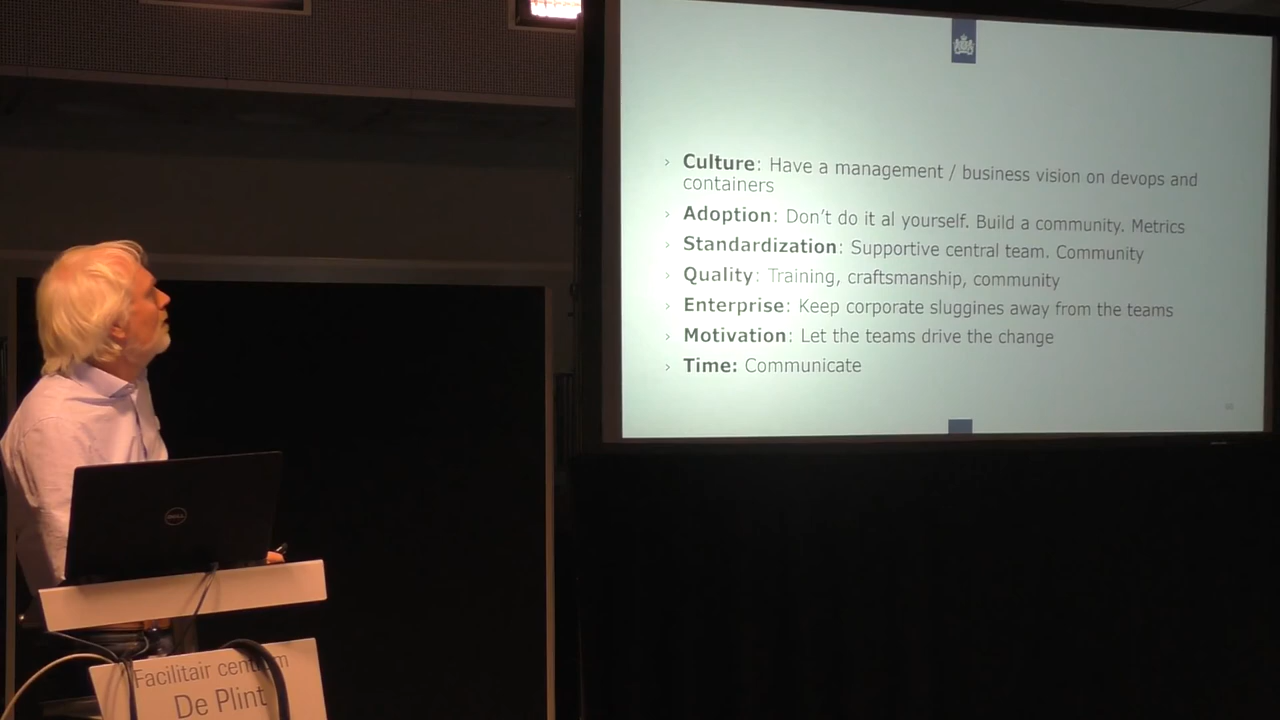 › Culture: Have a management / business vision on devops and
containers
› Adoption: Don't do it al yourself. Build a community. Metrics
› Standardization: Supportive central team. Community
› Quality: Training, craftsmanship, community
› Enterprise: Keep corporate sluggines away from the teams
› Motivation: Let the teams drive the change
› Time: Communicate
DELL
Facilitair centrum
De Plint